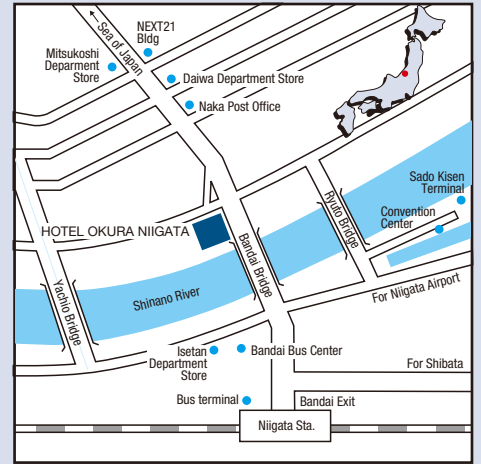 NEXT21
Bldg
Sea of Japan
Mitsukoshi
Deparment
Store
Daiwa Department Store
Naka Post Office
Sado Kisen
Terminal
Convention
Center
Ryuto Bridge
HOTEL OKURA NIIGATA
Bandai Bridge
Shinano River
Yachio Bridge
For Niigata Airport
Isetan
Department
Store
Bandai Bus Center
For Shibata
Bus terminal
Bandai Exit
Niigata Sta.